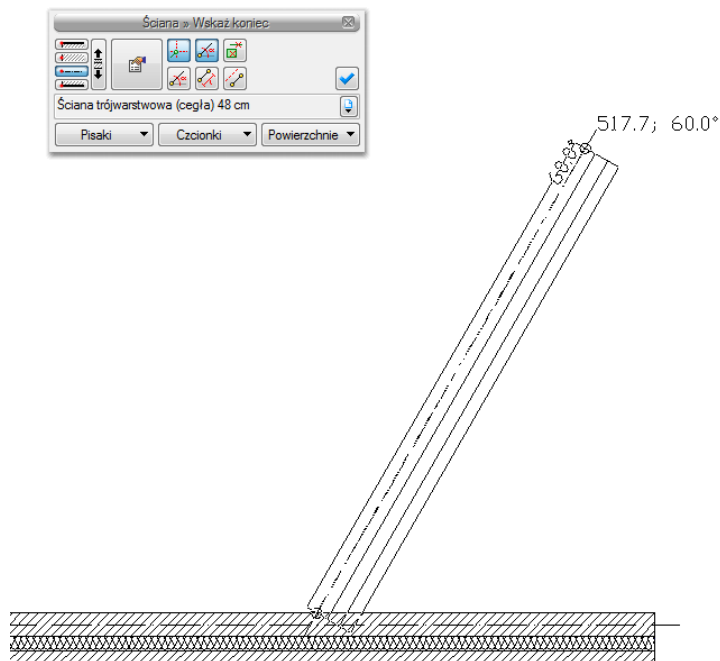 Ściana » Wskaż koniec
Ściana trójwarstwowa (cegła) 48 cm
Pisaki
Czcionki
Powierzchnie
517.7; 60.0°